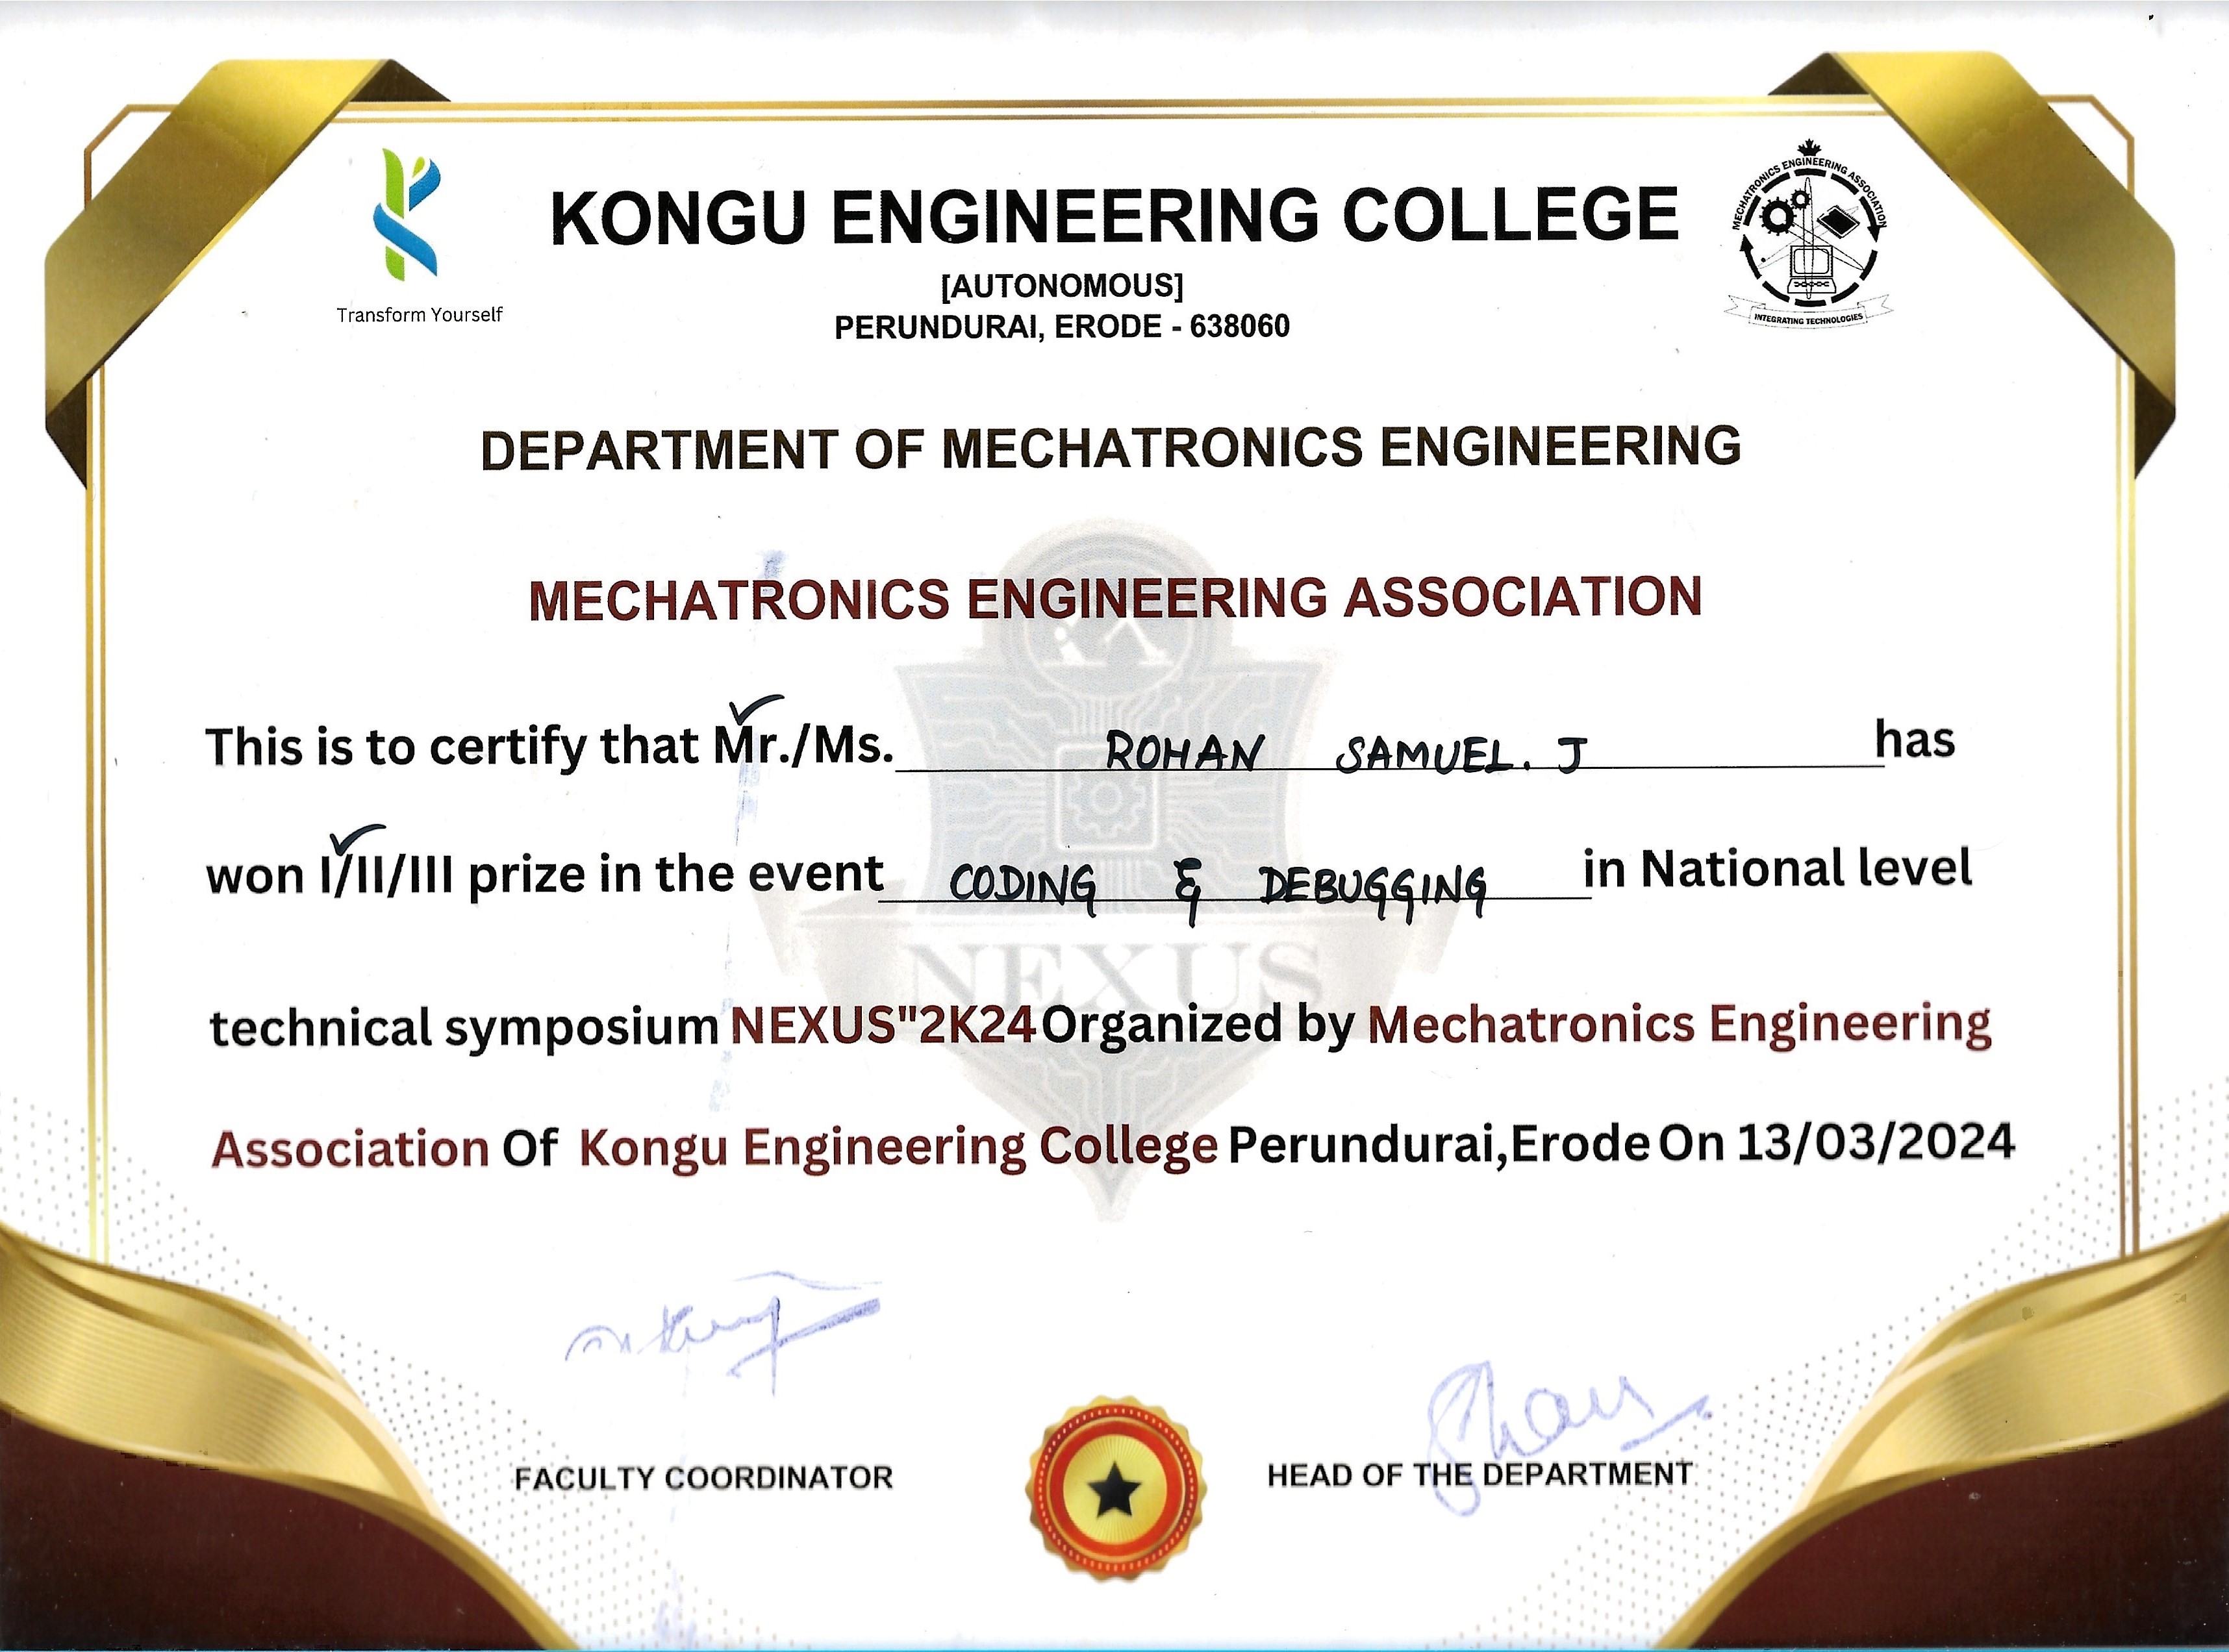 KONGU ENGINEERING COLLEGE
[AUTONOMOUS]
PERUNDURAI, ERODE - 638060
Transform Yourself
MECHATRONICS ENGINEERING ASSOCIATION
INTEGRATING TECHNOLOGIES
DEPARTMENT OF MECHATRONICS ENGINEERING
MECHATRONICS ENGINEERING ASSOCIATION
This is to certify that Mr./Ms. ROHAN SAMUEL. J has
won I/II/III prize in the event CODING & DEBUGGING in National level
NEXUS
technical symposium NEXUS"2K24 Organized by Mechatronics Engineering
Association Of Kongu Engineering College Perundurai,Erode On 13/03/2024
FACULTY COORDINATOR
HEAD OF THE DEPARTMENT